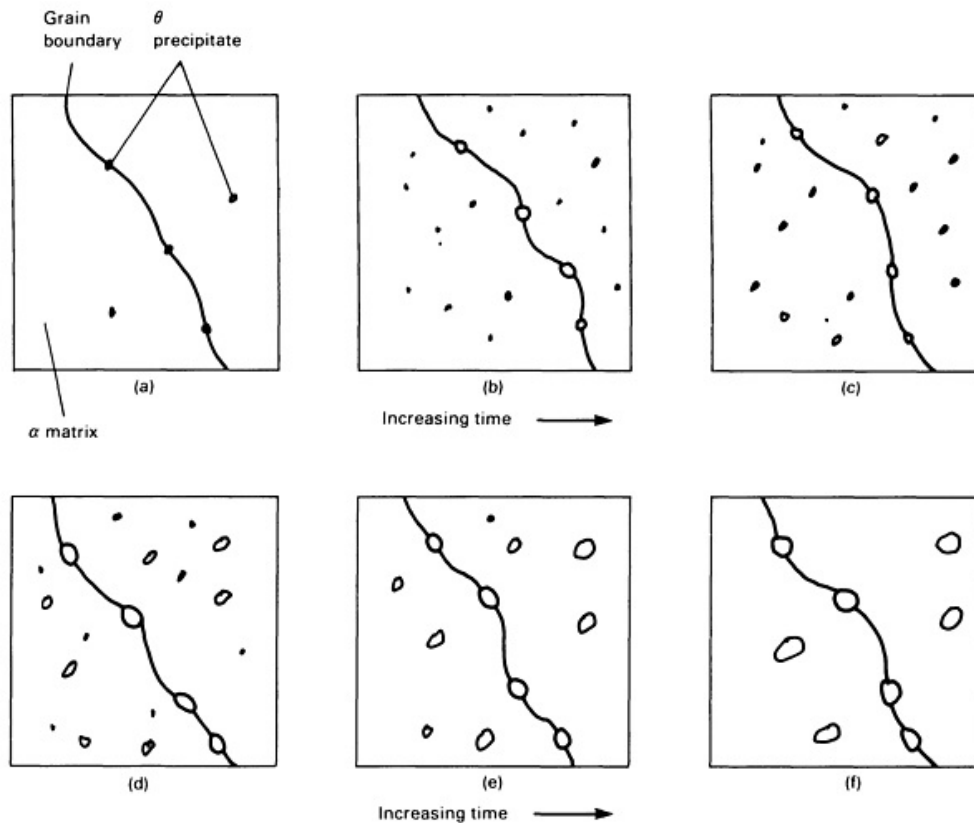 Grain
boundary
θ
precipitate
(a)
(b)
(c)
α matrix
Increasing time
(d)
(e)
(f)
Increasing time